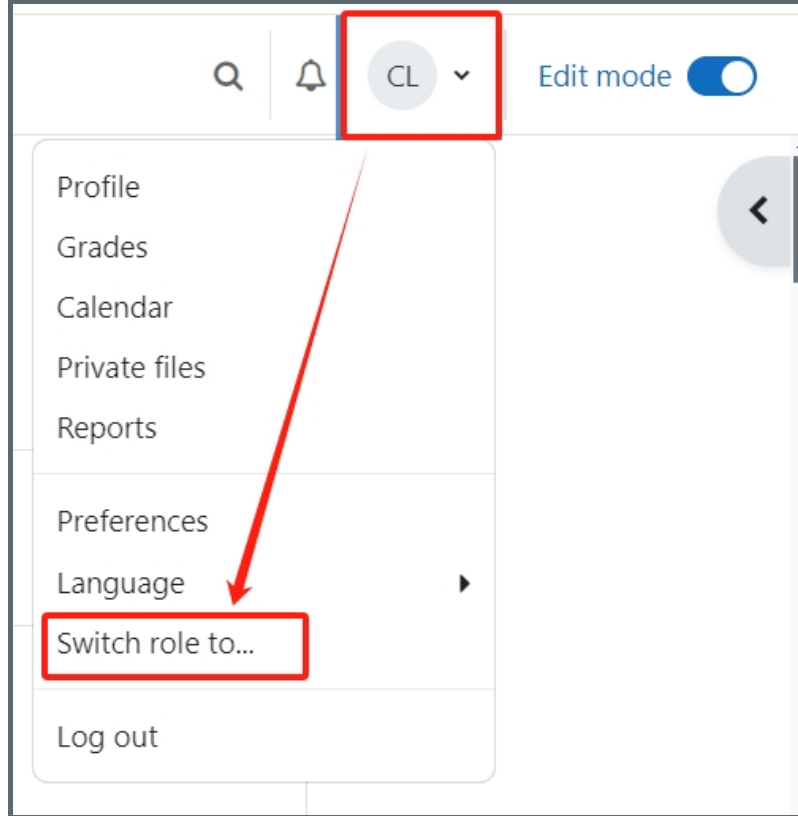 CL
Edit mode
Profile
Grades
Calendar
Private files
Reports
Preferences
Language
Switch role to...
Log out